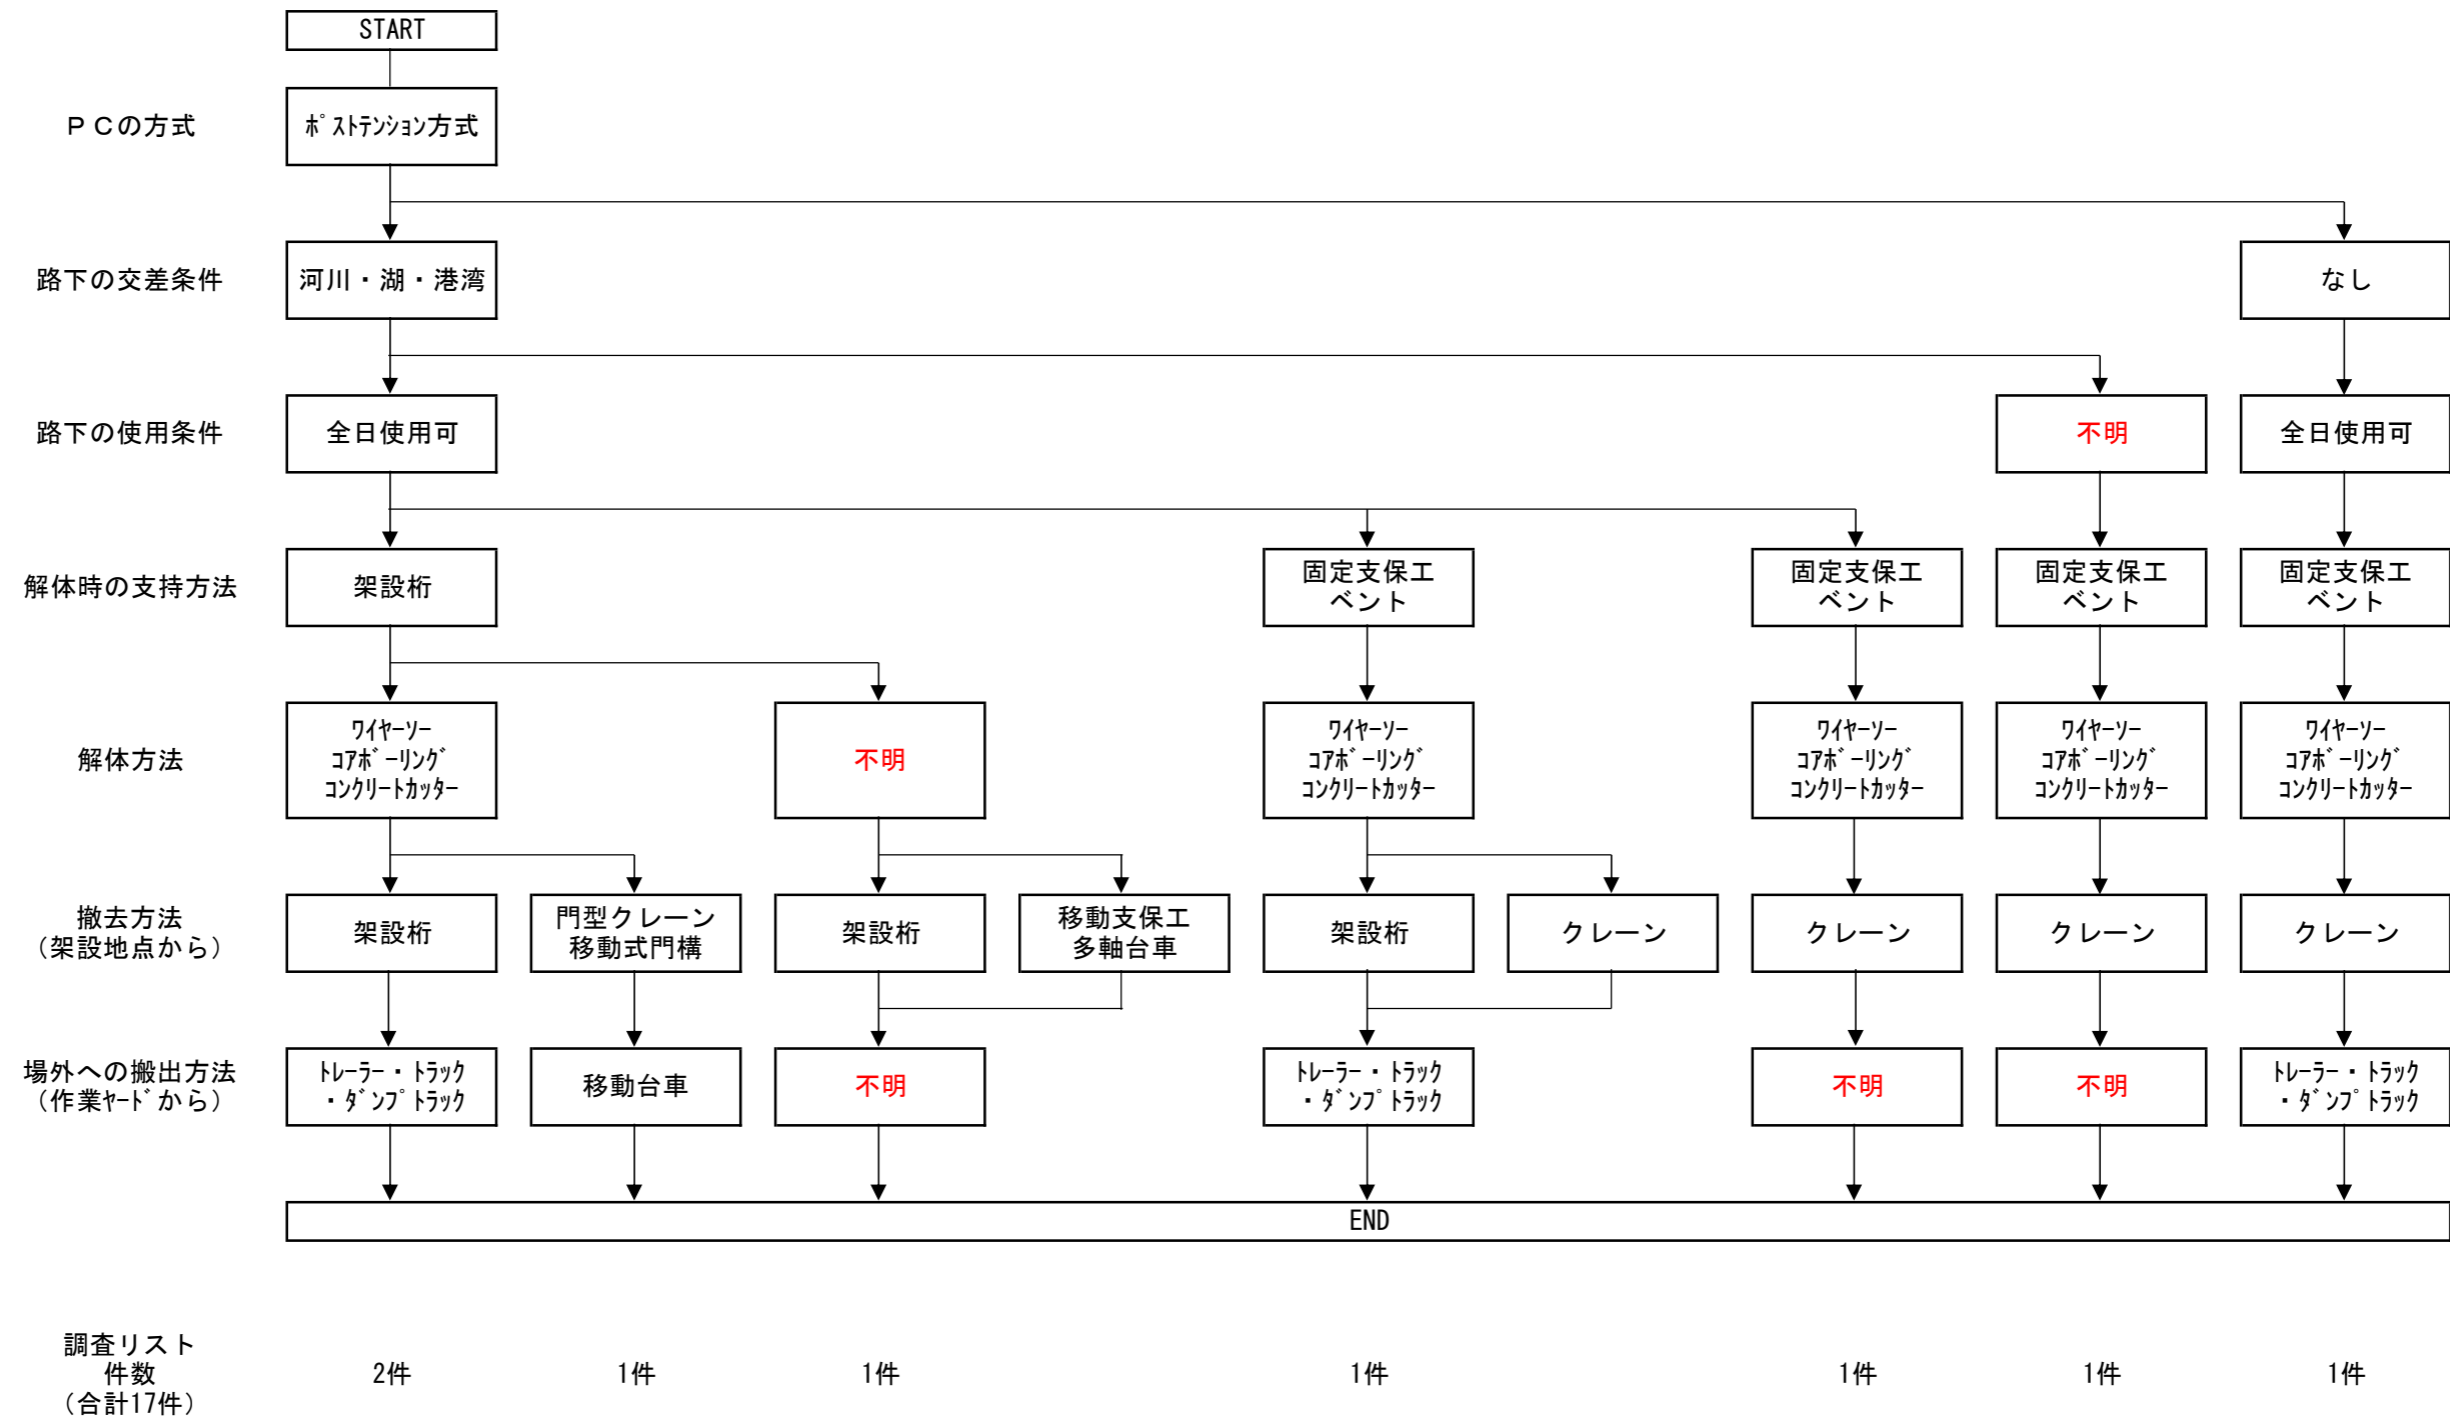 START
ＰＣの方式
ﾎﾟｽﾄﾃﾝｼｮﾝ方式
路下の交差条件
河川・湖・港湾
なし
路下の使用条件
全日使用可
不明
全日使用可
解体時の支持方法
架設桁
固定支保工
ベント
固定支保工
ベント
固定支保工
ベント
固定支保工
ベント
解体方法
ﾜｲﾔｰｿｰ
ｺｱﾎﾞｰﾘﾝｸﾞ
ｺﾝｸﾘｰﾄｶｯﾀｰ
不明
ﾜｲﾔｰｿｰ
ｺｱﾎﾞｰﾘﾝｸﾞ
ｺﾝｸﾘｰﾄｶｯﾀｰ
ﾜｲﾔｰｿｰ
ｺｱﾎﾞｰﾘﾝｸﾞ
ｺﾝｸﾘｰﾄｶｯﾀｰ
ﾜｲﾔｰｿｰ
ｺｱﾎﾞｰﾘﾝｸﾞ
ｺﾝｸﾘｰﾄｶｯﾀｰ
ﾜｲﾔｰｿｰ
ｺｱﾎﾞｰﾘﾝｸﾞ
ｺﾝｸﾘｰﾄｶｯﾀｰ
撤去方法
（架設地点から）
架設桁
門型クレーン
移動式門構
架設桁
移動支保工
多軸台車
架設桁
クレーン
クレーン
クレーン
クレーン
場外への搬出方法
（作業ﾔｰﾄﾞから）
ﾄﾚｰﾗｰ・ﾄﾗｯｸ
・ﾀﾞﾝﾌﾟﾄﾗｯｸ
移動台車
不明
ﾄﾚｰﾗｰ・ﾄﾗｯｸ
・ﾀﾞﾝﾌﾟﾄﾗｯｸ
不明
不明
ﾄﾚｰﾗｰ・ﾄﾗｯｸ
・ﾀﾞﾝﾌﾟﾄﾗｯｸ
END
調査リスト
件数
（合計17件）
2件
1件
1件
1件
1件
1件
1件